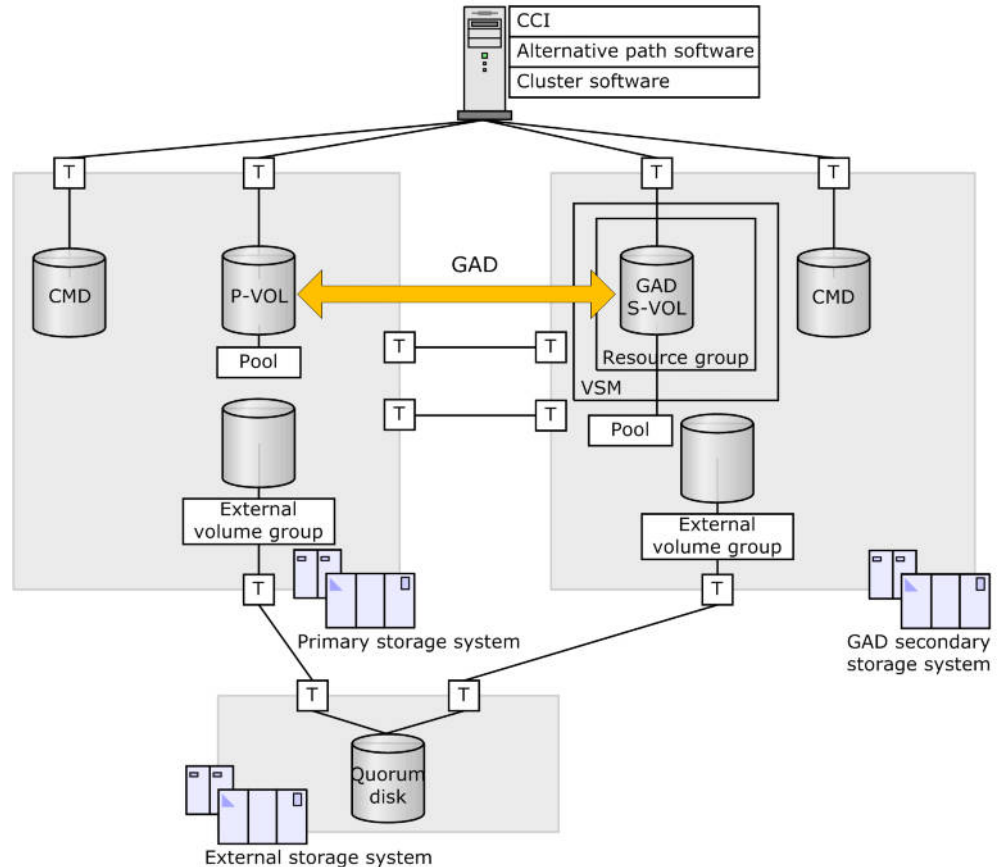 CCI
Alternative path software
Cluster software
T
T
T
T
CMD
P-VOL
GAD
GAD
S-VOL
CMD
Pool
T
T
Resource group
VSM
T
T
Pool
External
volume group
External
volume group
T
T
Primary storage system
GAD secondary
storage system
T
T
Quorum
disk
External storage system